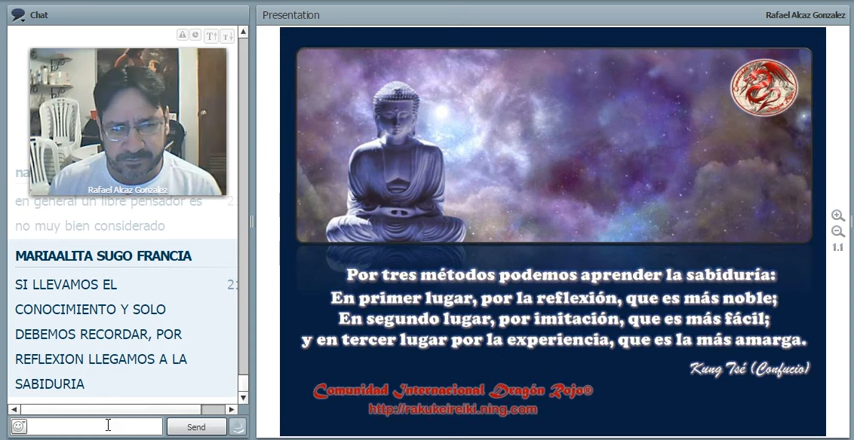 Chat
Rafael Alcaz Gonzalez
en general un libre pensador es
no muy bien considerado
MARIAALITA SUGO FRANCIA
SI LLEVAMOS EL
CONOCIMIENTO Y SOLO
DEBEMOS RECORDAR, POR
REFLEXION LLEGAMOS A LA
SABIDURIA
Send
Presentation
Rafael Alcaz Gonzalez
Por tres métodos podemos aprender la sabiduría:
En primer lugar, por la reflexión, que es más noble;
En segundo lugar, por imitación, que es más fácil;
y en tercer lugar por la experiencia, que es la más amarga.
Kung Tsé (Confucio)
Comunidad Internacional Dragón Rojo®
http://rakukeireiki.ning.com
1:1